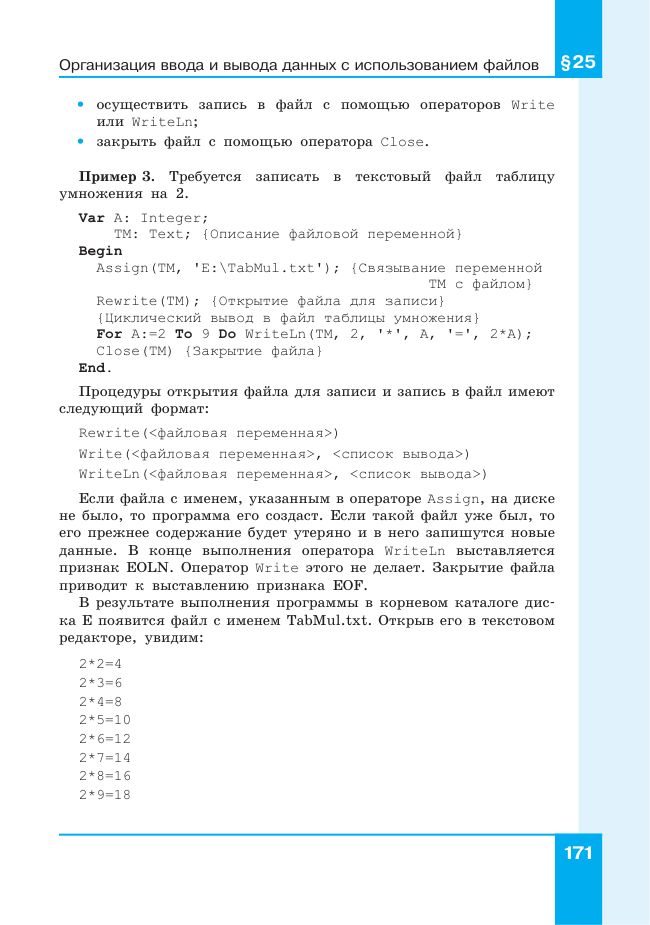 Организация ввода и вывода данных с использованием файлов
§25
• осуществить запись в файл с помощью операторов Write
или WriteLn;
• закрыть файл с помощью оператора Close.
Пример 3. Требуется записать в текстовый файл таблицу
умножения на 2.
Var A: Integer;
TM: Text; {Описание файловой переменной}
Begin
Assign(TM, 'E:\TabMul.txt'); {Связывание переменной
TM с файлом}
Rewrite(TM); {Открытие файла для записи}
{Циклический вывод в файл таблицы умножения}
For A:=2 To 9 Do WriteLn(TM, 2, '*', A, '=', 2*A);
Close(TM) {Закрытие файла}
End.
Процедуры открытия файла для записи и запись в файл имеют
следующий формат:
Rewrite(<файловая переменная>)
Write(<файловая переменная>, <список вывода>)
WriteLn(<файловая переменная>, <список вывода>)
Если файла с именем, указанным в операторе Assign, на диске
не было, то программа его создаст. Если такой файл уже был, то
его прежнее содержание будет утеряно и в него запишутся новые
данные. В конце выполнения оператора WriteLn выставляется
признак EOLN. Оператор Write этого не делает. Закрытие файла
приводит к выставлению признака EOF.
В результате выполнения программы в корневом каталоге дис-
ка E появится файл с именем TabMul.txt. Открыв его в текстовом
редакторе, увидим:
2*2=4
2*3=6
2*4=8
2*5=10
2*6=12
2*7=14
2*8=16
2*9=18
171